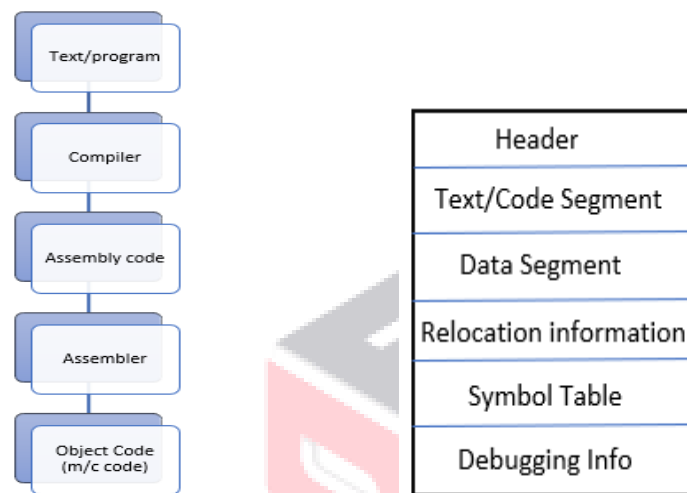 Text/program
Compiler
Assembly code
Assembler
Object Code
(m/c code)
Header
Text/Code Segment
Data Segment
Relocation information
Symbol Table
Debugging Info